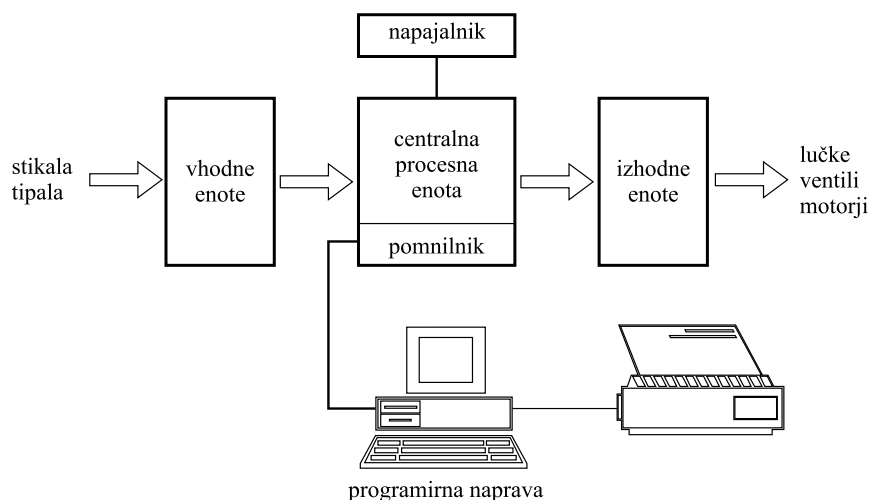 napajalnik
stikala
tipala
vhodne
enote
centralna
procesna
enota
pomnilnik
izhodne
enote
lučke
ventili
motorji
programirna naprava